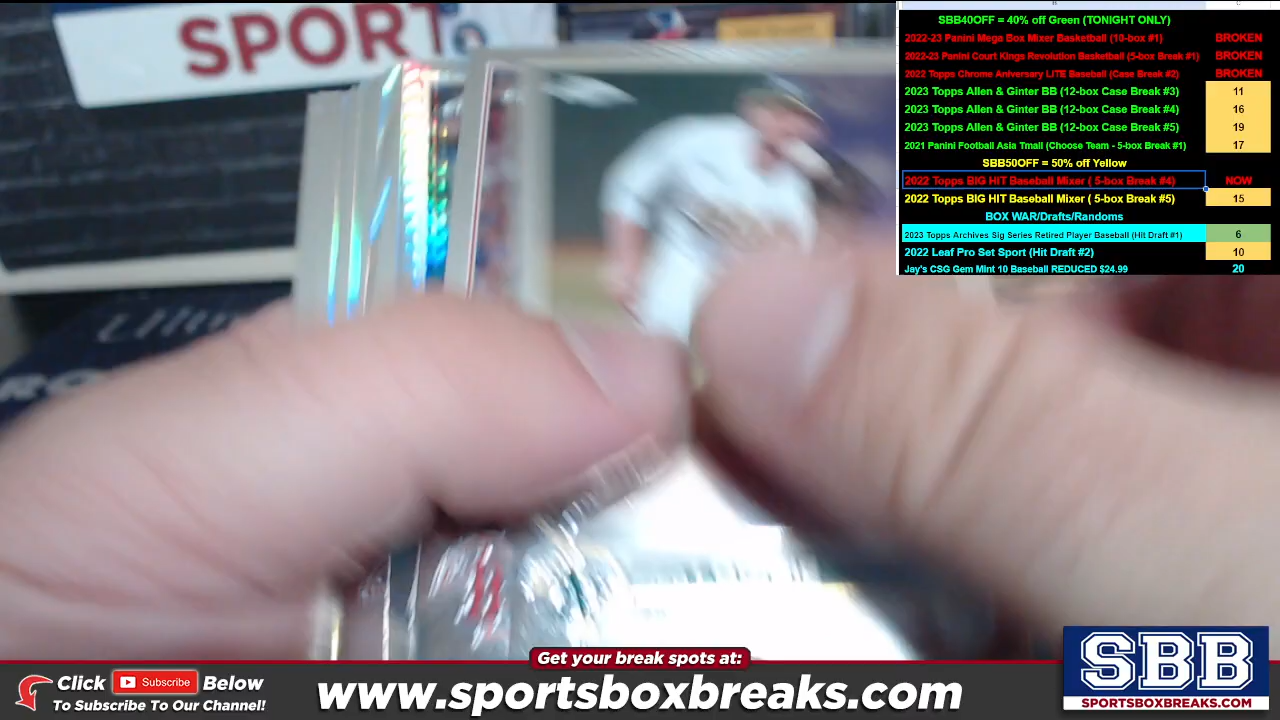 SPORT
B
C
SBB40OFF = 40% off Green (TONIGHT ONLY)
2022-23 Panini Mega Box Mixer Basketball (10-box #1) BROKEN
2022-23 Panini Court Kings Revolution Basketball (5-box Break #1) BROKEN
2022 Topps Chrome Aniversary LITE Baseball (Case Break #2) BROKEN
2023 Topps Allen & Ginter BB (12-box Case Break #3) 11
2023 Topps Allen & Ginter BB (12-box Case Break #4) 16
2023 Topps Allen & Ginter BB (12-box Case Break #5) 19
2021 Panini Football Asia Tmall (Choose Team - 5-box Break #1) 17
SBB50OFF = 50% off Yellow
2022 Topps BIG HIT Baseball Mixer ( 5-box Break #4) NOW
2022 Topps BIG HIT Baseball Mixer ( 5-box Break #5) 15
BOX WAR/Drafts/Randoms
2023 Topps Archives Sig Series Retired Player Baseball (Hit Draft #1) 6
2022 Leaf Pro Set Sport (Hit Draft #2) 10
Jay's CSG Gem Mint 10 Baseball REDUCED $24.99 20
Get your break spots at:
Click Subscribe Below
To Subscribe To Our Channel!
www.sportsboxbreaks.com
SBB
SPORTSBOXBREAKS.COM